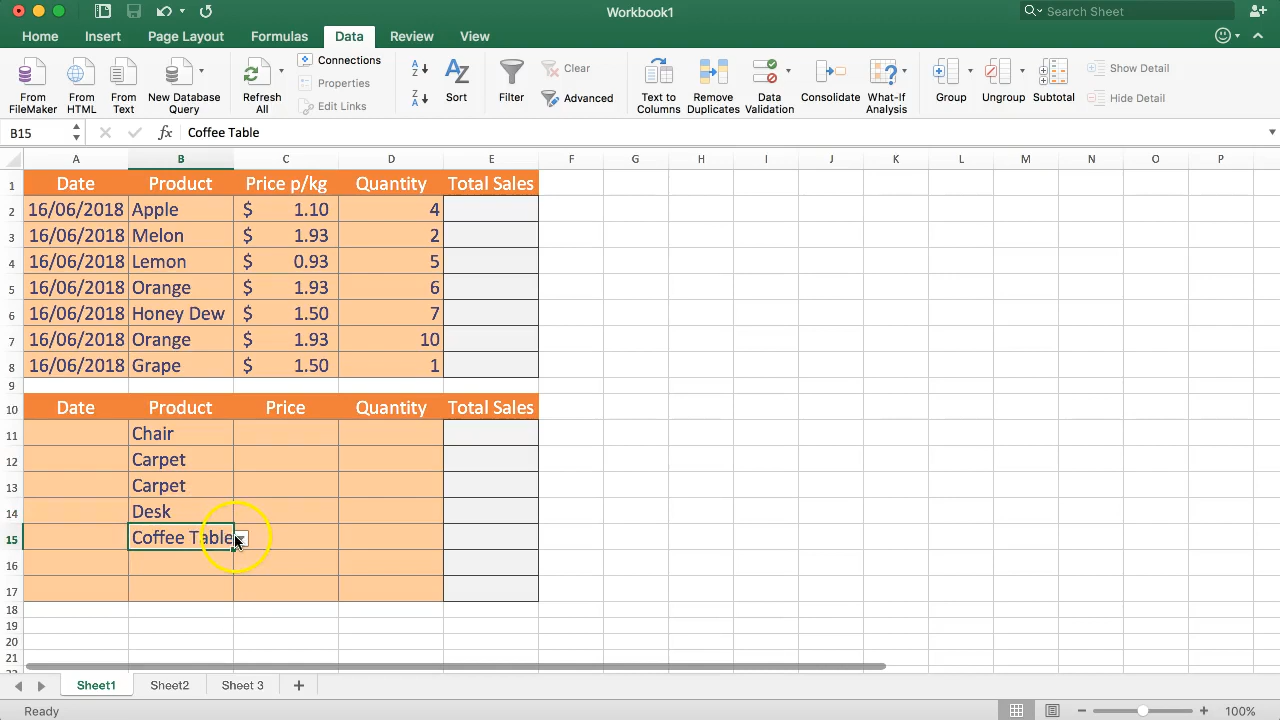 Workbook1
Search Sheet
Home Insert Page Layout Formulas Data Review View
From FileMaker
From HTML
From Text
New Database Query
Refresh All
Connections
Properties
Edit Links
A Z
Z A
A Z
Sort
Filter
Clear
Advanced
Text to Columns
Remove Duplicates
Data Validation
Consolidate
What-If Analysis
Group
Ungroup
Subtotal
Show Detail
Hide Detail
B15 fx Coffee Table
A B C D E F G H I J K L M N O P
1 Date Product Price p/kg Quantity Total Sales
2 16/06/2018 Apple $ 1.10 4
3 16/06/2018 Melon $ 1.93 2
4 16/06/2018 Lemon $ 0.93 5
5 16/06/2018 Orange $ 1.93 6
6 16/06/2018 Honey Dew $ 1.50 7
7 16/06/2018 Orange $ 1.93 10
8 16/06/2018 Grape $ 1.50 1
9
10 Date Product Price Quantity Total Sales
11 Chair
12 Carpet
13 Carpet
14 Desk
15 Coffee Table
16
17
18
19
20
21
Sheet1 Sheet2 Sheet 3
Ready 100%